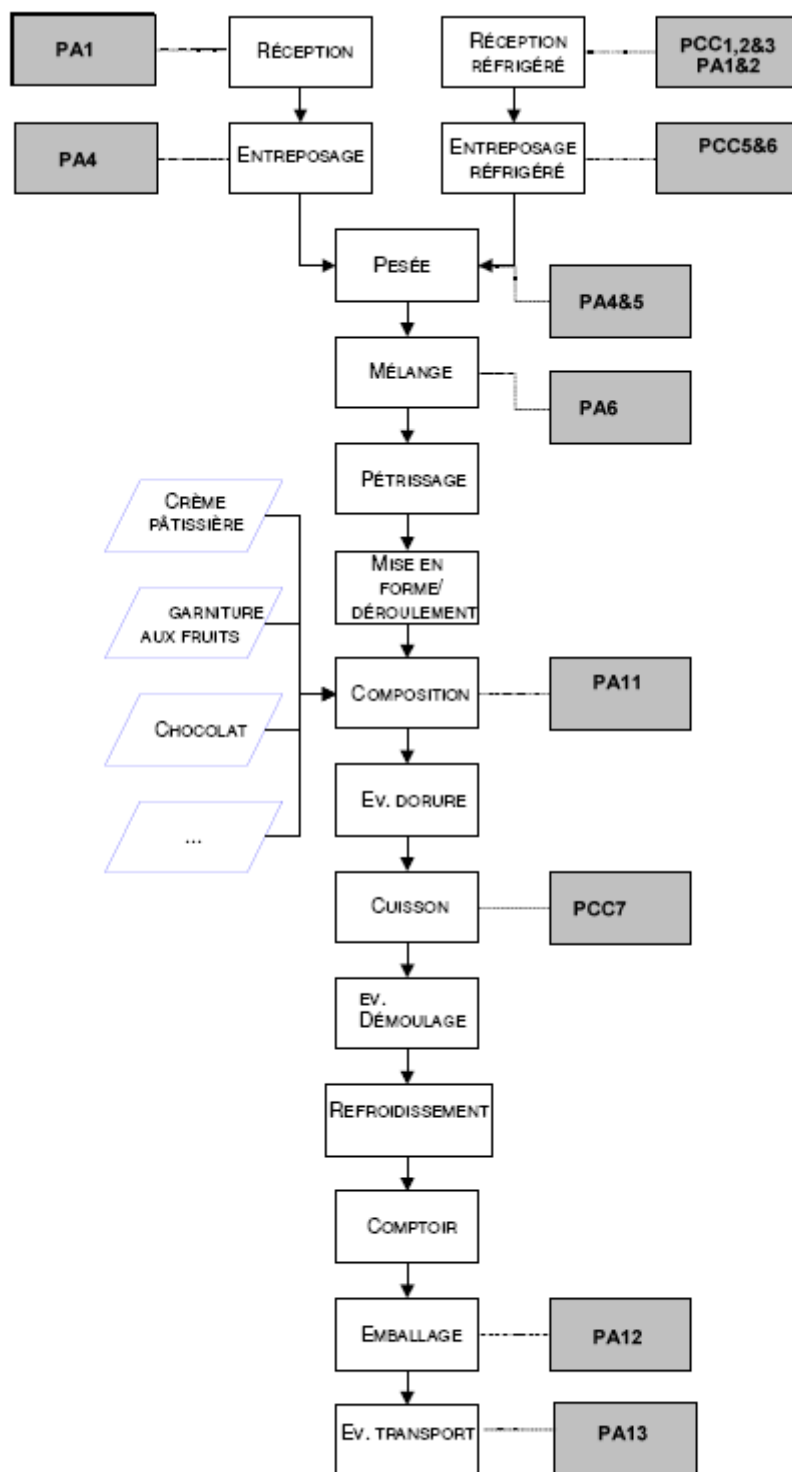 PA1
RÉCEPTION
RÉCEPTION
RÉFRIGÉRÉ
PCC1,2&3
PA1&2
PA4
ENTREPOSAGE
ENTREPOSAGE
RÉFRIGÉRÉ
PCC5&6
PESÉE
PA4&5
MÉLANGE
PA6
PÉTRISSAGE
CRÈME
PÂTISSIÈRE
MISE EN
FORME/
DÉROULEMENT
GARNITURE
AUX FRUITS
COMPOSITION
PA11
CHOCOLAT
EV. DORURE
...
CUISSON
PCC7
EV.
DÉMOULAGE
REFROIDISSEMENT
COMPTOIR
EMBALLAGE
PA12
EV. TRANSPORT
PA13